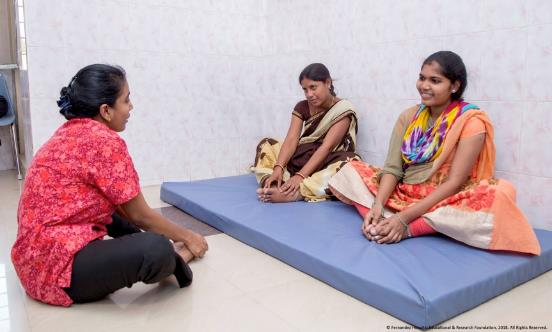 © Fernandez Hospital Educational & Research Foundation, 2018. All Rights Reserved.